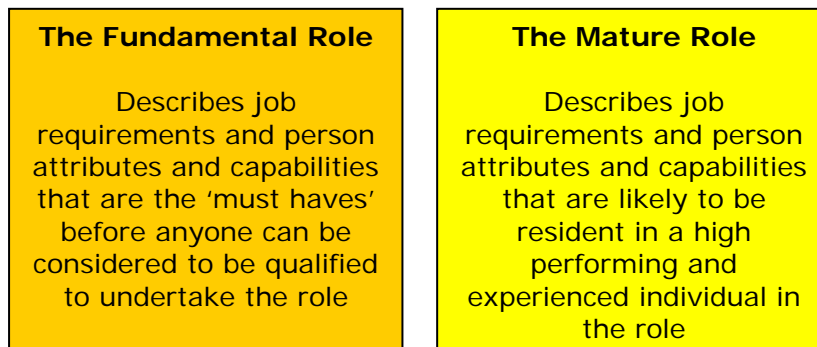 The Fundamental Role
Describes job
requirements and person
attributes and capabilities
that are the ‘must haves’
before anyone can be
considered to be qualified
to undertake the role
The Mature Role
Describes job
requirements and person
attributes and capabilities
that are likely to be
resident in a high
performing and
experienced individual in
the role